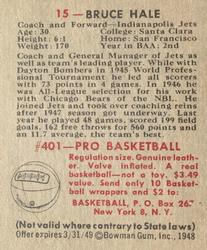 15 — BRUCE HALE
Coach and Forward—Indianapolis Jets
Age: 30. College: Santa Clara
Height: 6:1 Home: San Francisco
Weight: 170 Year in BAA: 2nd
Coach and General Manager of Jets as
well as team's leading player. While with
Dayton Bombers in 1945 World Profes-
sional Tournament he led all scorers
with 73 points in 4 games. In 1946 he
was All-League selection for his work
with Chicago Bears of the NBL. He
joined Jets and took over coaching reins
after 1947 season got underway. Last
year he played 48 games, scored 199 field
goals, 162 free throws for 560 points and
an 11.7 average, the team's best.
#401—PRO BASKETBALL
Regulation size. Genuine leath-
er. Valve inflated. A real
basketball—not a toy. $3.49
value. Send only 10 Basket-
ball wrappers and $2 to:
BASKETBALL, P.O. BOX 26
New York 8, N. Y.
(Not valid where contrary to State laws)
Offer expires 3/31/49 ©Bowman Gum, Inc., 1948